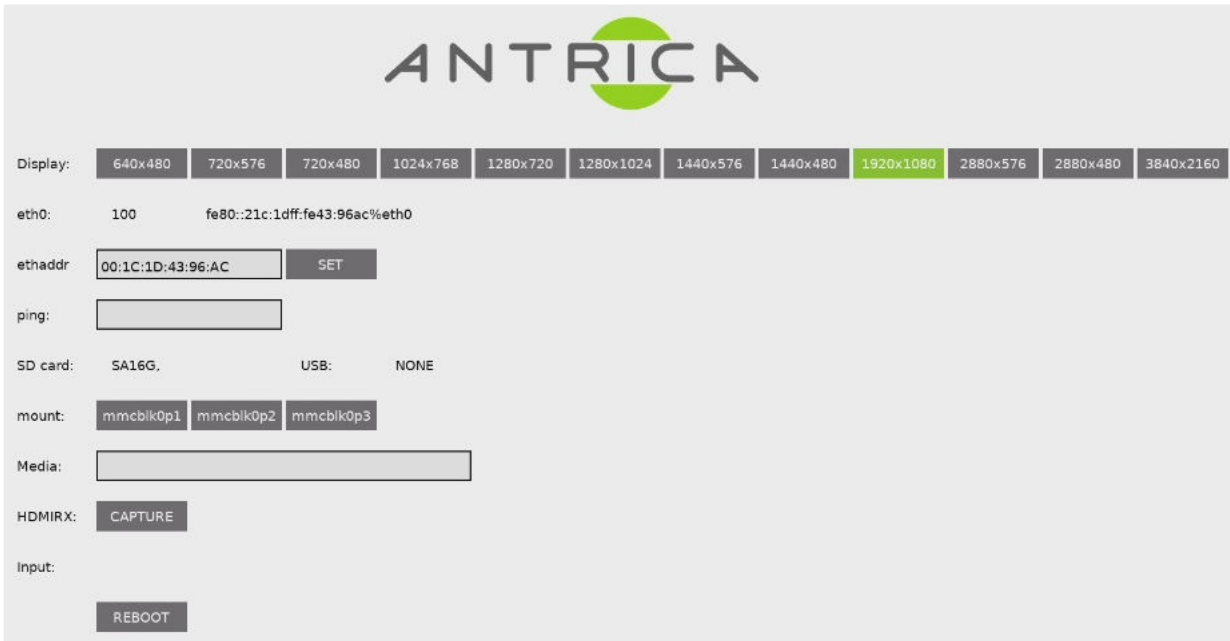 ANTRICA
Display: 640x480 720x576 720x480 1024x768 1280x720 1280x1024 1440x576 1440x480 1920x1080 2880x576 2880x480 3840x2160
eth0: 100 fe80::21c:1dff:fe43:96ac%eth0
ethaddr 00:1C:1D:43:96:AC SET
ping:
SD card: SA16G, USB: NONE
mount: mmcblk0p1 mmcblk0p2 mmcblk0p3
Media:
HDMIRX: CAPTURE
Input:
REBOOT